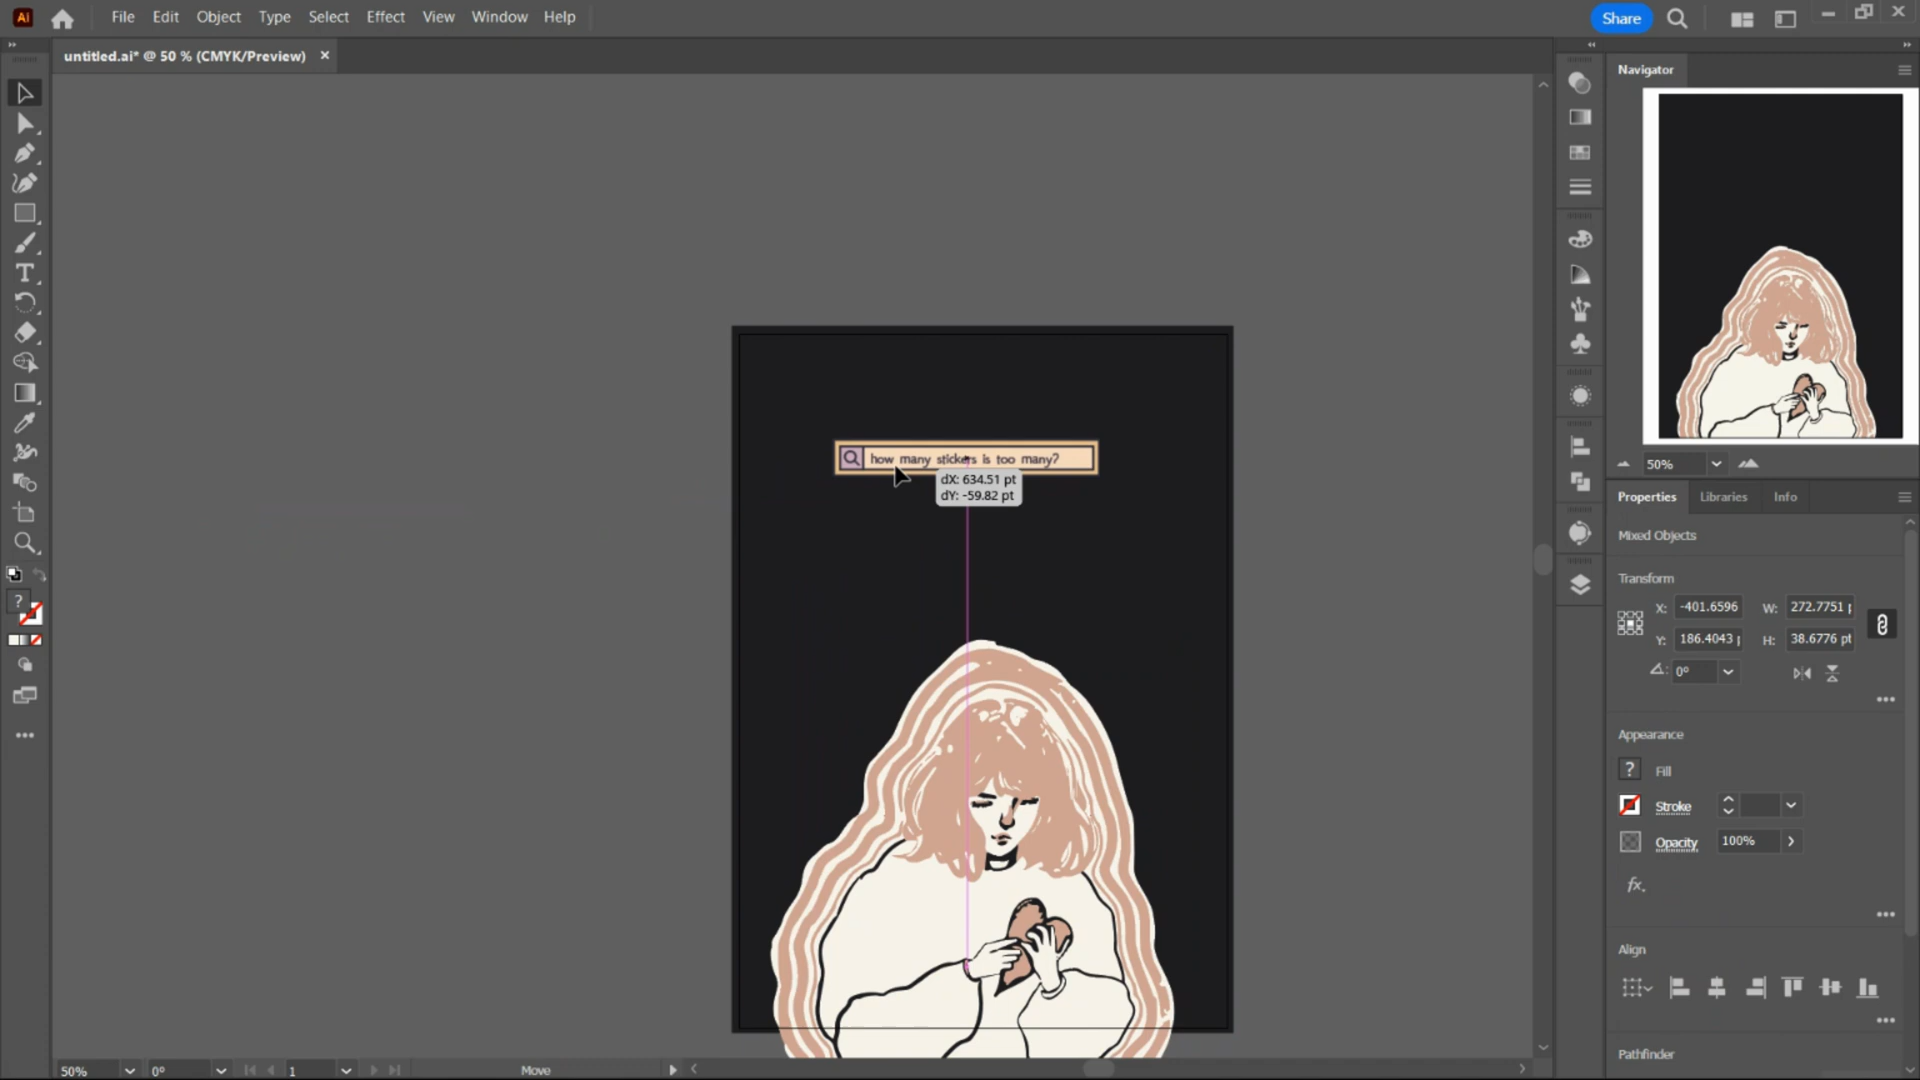 Ai File Edit Object Type Select Effect View Window Help Share
untitled.ai* @ 50 % (CMYK/Preview)
Navigator
how many stickers is too many?
dX: 634.51 pt
dY: -59.82 pt
50%
Properties Libraries Info
Mixed Objects
Transform
X: -401.6596 W: 272.7751
Y: 186.4043 H: 38.6776 pt
0°
?
Appearance
? Fill
Stroke
Opacity 100%
fx.
Align
Pathfinder
50% 0° 1 Move